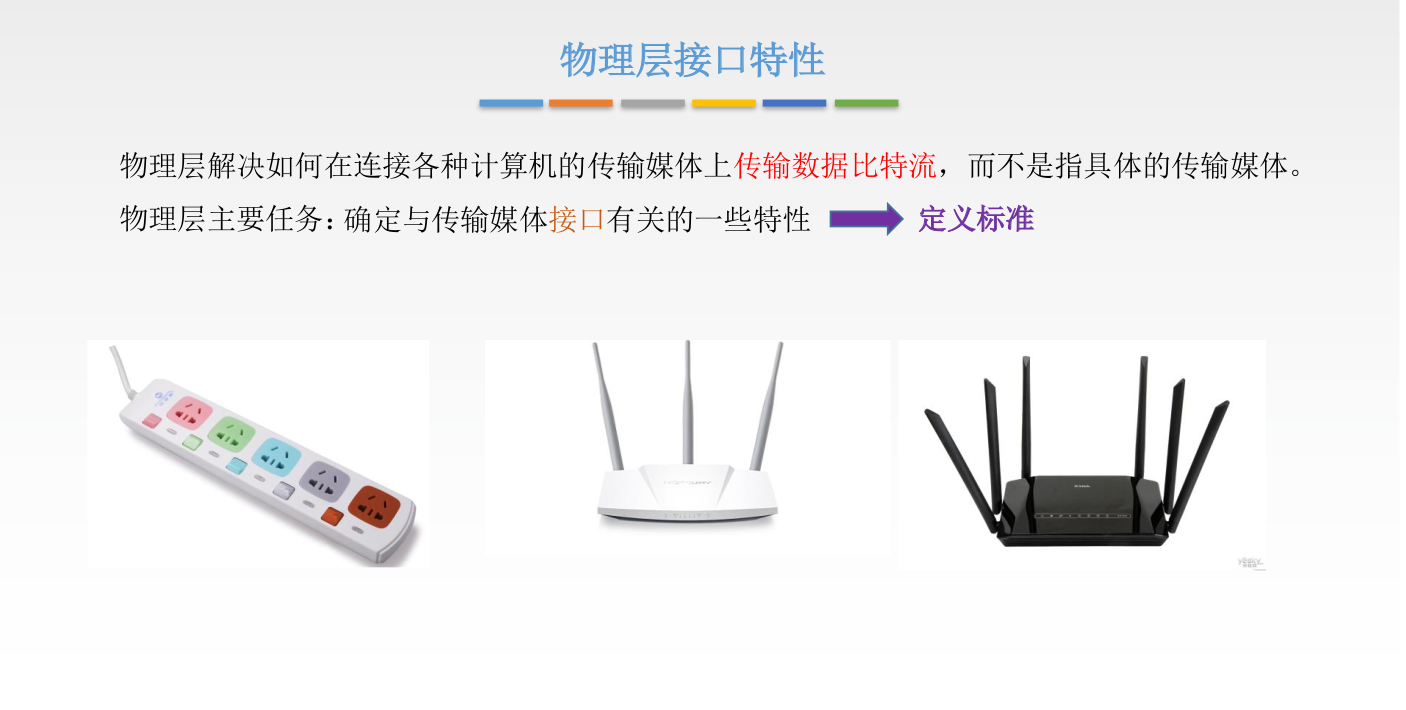 物理层接口特性
物理层解决如何在连接各种计算机的传输媒体上传输数据比特流，而不是指具体的传输媒体。
物理层主要任务：确定与传输媒体接口有关的一些特性 定义标准